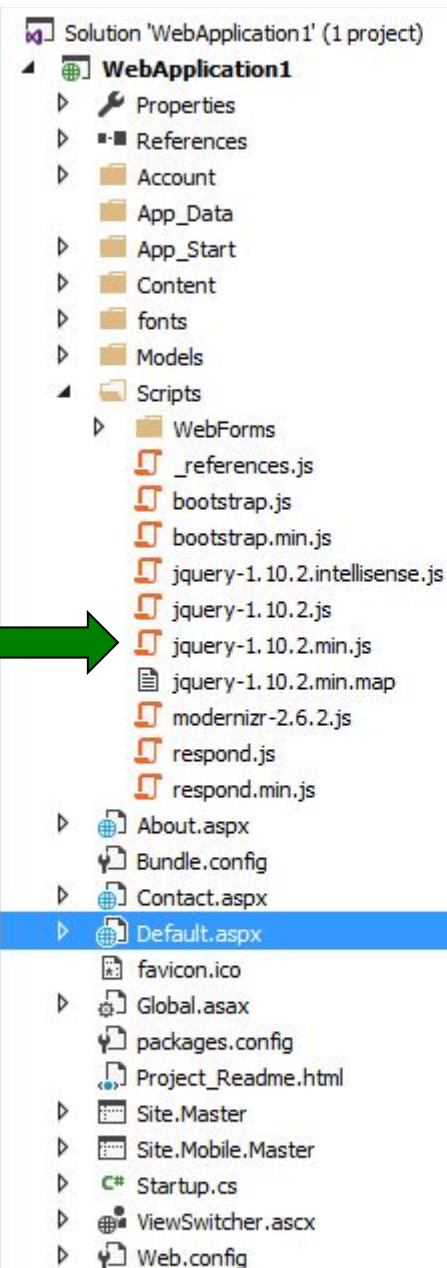 Solution 'WebApplication1' (1 project)
WebApplication1
Properties
References
Account
App_Data
App_Start
Content
fonts
Models
Scripts
WebForms
_references.js
bootstrap.js
bootstrap.min.js
jquery-1.10.2.intellisense.js
jquery-1.10.2.js
jquery-1.10.2.min.js
jquery-1.10.2.min.map
modernizr-2.6.2.js
respond.js
respond.min.js
About.aspx
Bundle.config
Contact.aspx
Default.aspx
favicon.ico
Global.asax
packages.config
Project_Readme.html
Site.Master
Site.Mobile.Master
C# Startup.cs
ViewSwitcher.ascx
Web.config